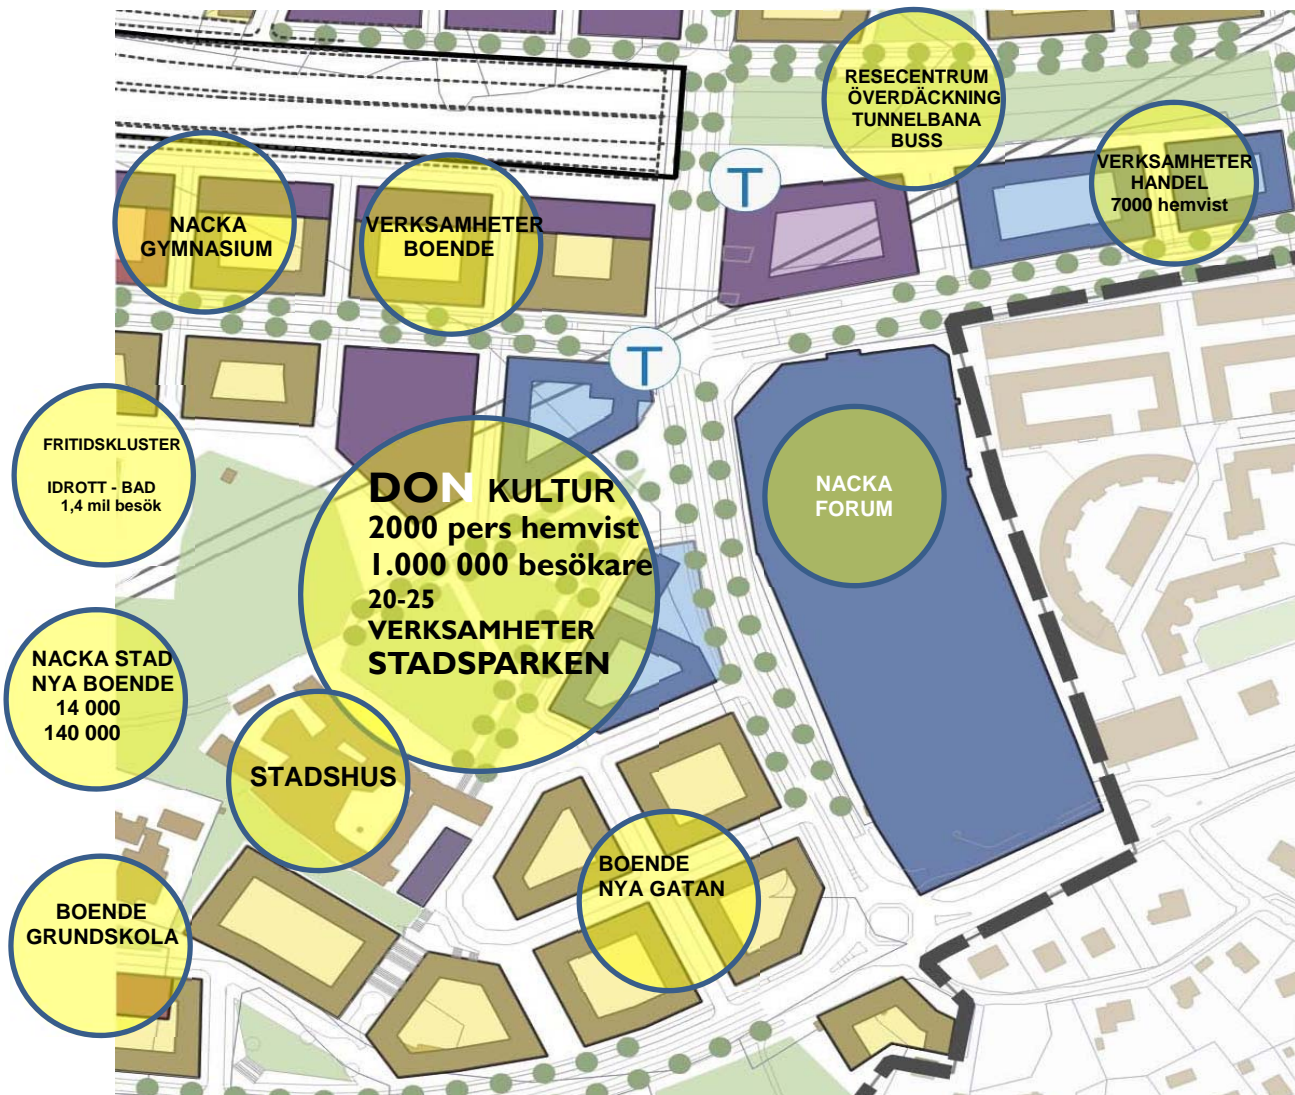 RESECENTRUM
ÖVERDÄCKNING
TUNNELBANA
BUSS
VERKSAMHETER
HANDEL
7000 hemvist
T
NACKA
GYMNASIUM
VERKSAMHETER
BOENDE
T
FRITIDSKLUSTER
IDROTT - BAD
1,4 mil besök
DON KULTUR
2000 pers hemvist
1.000 000 besökare
20-25
VERKSAMHETER
STADSPARKEN
NACKA
FORUM
NACKA STAD
NYA BOENDE
14 000
140 000
STADSHUS
BOENDE
NYA GATAN
BOENDE
GRUNDSKOLA